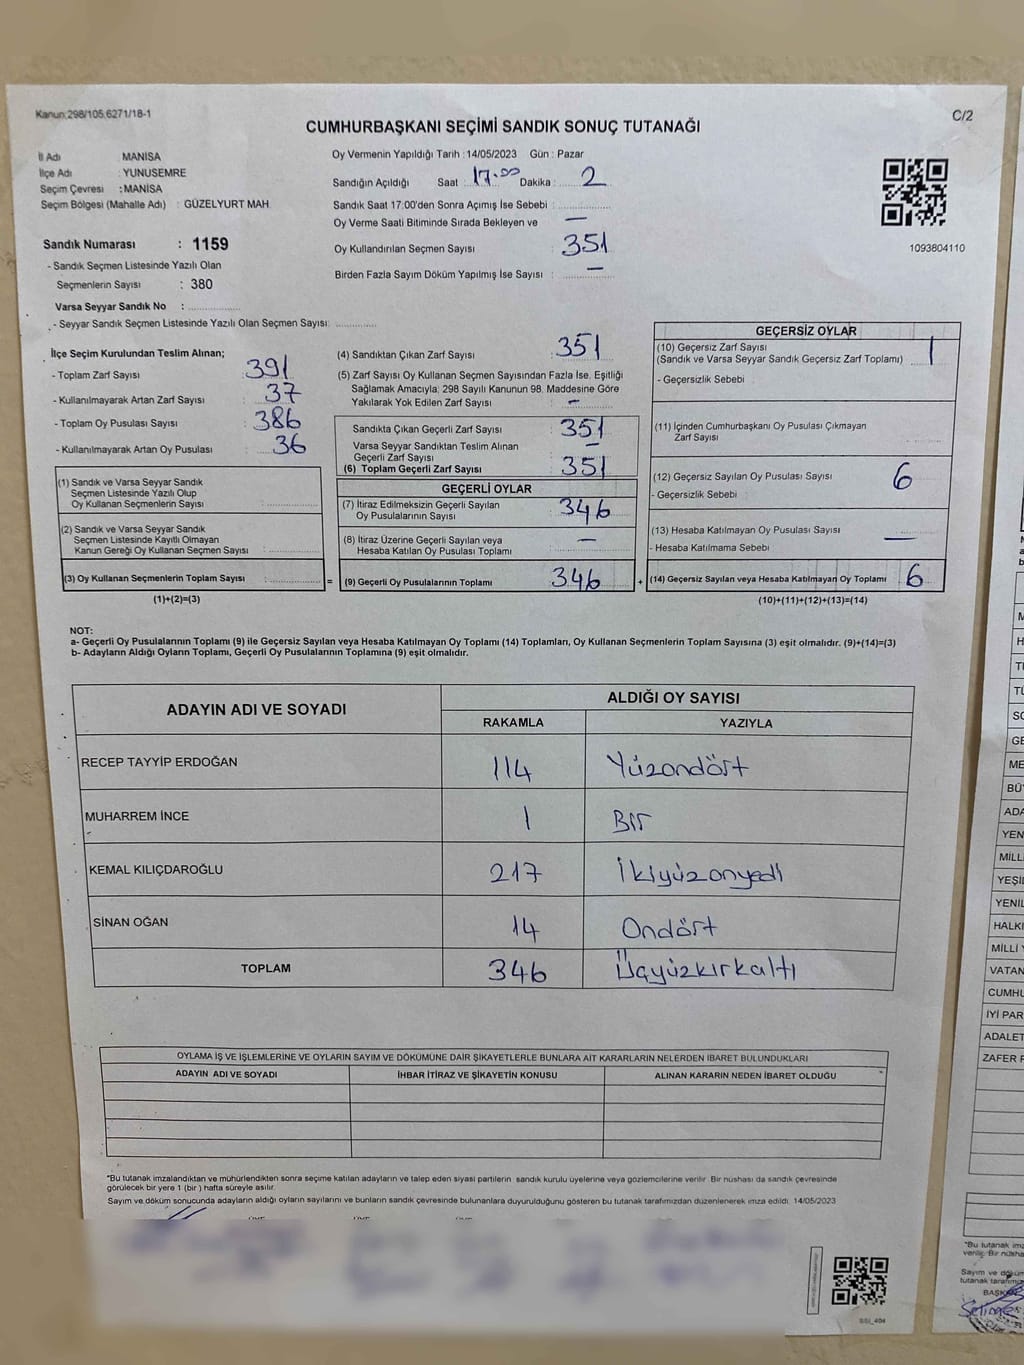 Kanun:298/105,6271/18-1
C/2
CUMHURBAŞKANI SEÇİMİ SANDIK SONUÇ TUTANAĞI
İl Adı MANİSA
İlçe Adı : YUNUSEMRE
Seçim Çevresi : MANİSA
Seçim Bölgesi (Mahalle Adı) : GÜZELYURT MAH.
Sandık Numarası : 1159
- Sandık Seçmen Listesinde Yazılı Olan
Seçmenlerin Sayısı : 380
Varsa Seyyar Sandık No :
- Seyyar Sandık Seçmen Listesinde Yazılı Olan Seçmen Sayısı:
Oy Vermenin Yapıldığı Tarih : 14/05/2023 Gün : Pazar
Sandığın Açıldığı Saat : 17.00 Dakika : 2
Sandık Saat 17:00'den Sonra Açımış İse Sebebi :
Oy Verme Saati Bitiminde Sırada Bekleyen ve —
Oy Kullandırılan Seçmen Sayısı : 351
Birden Fazla Sayım Döküm Yapılmış İse Sayısı : —
1093804110
İlçe Seçim Kurulundan Teslim Alınan;
- Toplam Zarf Sayısı : 391
- Kullanılmayarak Artan Zarf Sayısı : 37
- Toplam Oy Pusulası Sayısı : 386
- Kullanılmayarak Artan Oy Pusulası : 36
(1) Sandık ve Varsa Seyyar Sandık
Seçmen Listesinde Yazılı Olup
Oy Kullanan Seçmenlerin Sayısı :
(2) Sandık ve Varsa Seyyar Sandık
Seçmen Listesinde Kayıtlı Olmayan
Kanun Gereği Oy Kullanan Seçmen Sayısı :
(3) Oy Kullanan Seçmenlerin Toplam Sayısı : =
(1)+(2)=(3)
(4) Sandıktan Çıkan Zarf Sayısı : 351
(5) Zarf Sayısı Oy Kullanan Seçmen Sayısından Fazla İse, Eşitliği
Sağlamak Amacıyla; 298 Sayılı Kanunun 98. Maddesine Göre
Yakılarak Yok Edilen Zarf Sayısı : —
Sandıkta Çıkan Geçerli Zarf Sayısı : 351
Varsa Seyyar Sandıktan Teslim Alınan
Geçerli Zarf Sayısı : —
(6) Toplam Geçerli Zarf Sayısı : 351
GEÇERLİ OYLAR
(7) İtiraz Edilmeksizin Geçerli Sayılan
Oy Pusulalarının Sayısı : 346
(8) İtiraz Üzerine Geçerli Sayılan veya
Hesaba Katılan Oy Pusulası Toplamı : —
(9) Geçerli Oy Pusulalarının Toplamı : 346 +
GEÇERSİZ OYLAR
(10) Geçersiz Zarf Sayısı
(Sandık ve Varsa Seyyar Sandık Geçersiz Zarf Toplamı) : 1
- Geçersizlik Sebebi :
(11) İçinden Cumhurbaşkanı Oy Pusulası Çıkmayan
Zarf Sayısı :
(12) Geçersiz Sayılan Oy Pusulası Sayısı : 6
- Geçersizlik Sebebi :
(13) Hesaba Katılmayan Oy Pusulası Sayısı : —
- Hesaba Katılmama Sebebi :
(14) Geçersiz Sayılan veya Hesaba Katılmayan Oy Toplamı : 6
(10)+(11)+(12)+(13)=(14)
NOT:
a- Geçerli Oy Pusulalarının Toplamı (9) ile Geçersiz Sayılan veya Hesaba Katılmayan Oy Toplamı (14) Toplamları, Oy Kullanan Seçmenlerin Toplam Sayısına (3) eşit olmalıdır. (9)+(14)=(3)
b- Adayların Aldığı Oyların Toplamı, Geçerli Oy Pusulalarının Toplamına (9) eşit olmalıdır.
ADAYIN ADI VE SOYADI
ALDIĞI OY SAYISI
RAKAMLA YAZIYLA
RECEP TAYYİP ERDOĞAN 114 Yüzondört
MUHARREM İNCE 1 Bir
KEMAL KILIÇDAROĞLU 217 İkiyüzonyedi
SİNAN OĞAN 14 Ondört
TOPLAM 346 Üçyüzkırkaltı
OYLAMA İŞ VE İŞLEMLERİNE VE OYLARIN SAYIM VE DÖKÜMÜNE DAİR ŞİKAYETLERLE BUNLARA AİT KARARLARIN NELERDEN İBARET BULUNDUKLARI
ADAYIN ADI VE SOYADI İHBAR İTİRAZ VE ŞİKAYETİN KONUSU ALINAN KARARIN NEDEN İBARET OLDUĞU
*Bu tutanak imzalandıktan ve mühürlendikten sonra seçime katılan adayların ve talep eden siyasi partilerin sandık kurulu üyelerine veya gözlemcilerine verilir. Bir nüshası da sandık çevresinde
görülecek bir yere 1 (bir ) hafta süreyle asılır.
Sayım ve döküm sonucunda adayların aldığı oyların sayılarını ve bunların sandık çevresinde bulunanlara duyurulduğunu gösteren bu tutanak tarafımızdan düzenlenerek imza edildi. 14/05/2023
SSİ_404
YEŞİL
YENİL
HALKI
MİLLİ Y
VATAN
CUMHU
İYİ PAR
ADALET
ZAFER P
*Bu tutanak imza
verilir. Bir nüsha
Sayım ve döküm
tutanak tarafımız
BAŞKAN